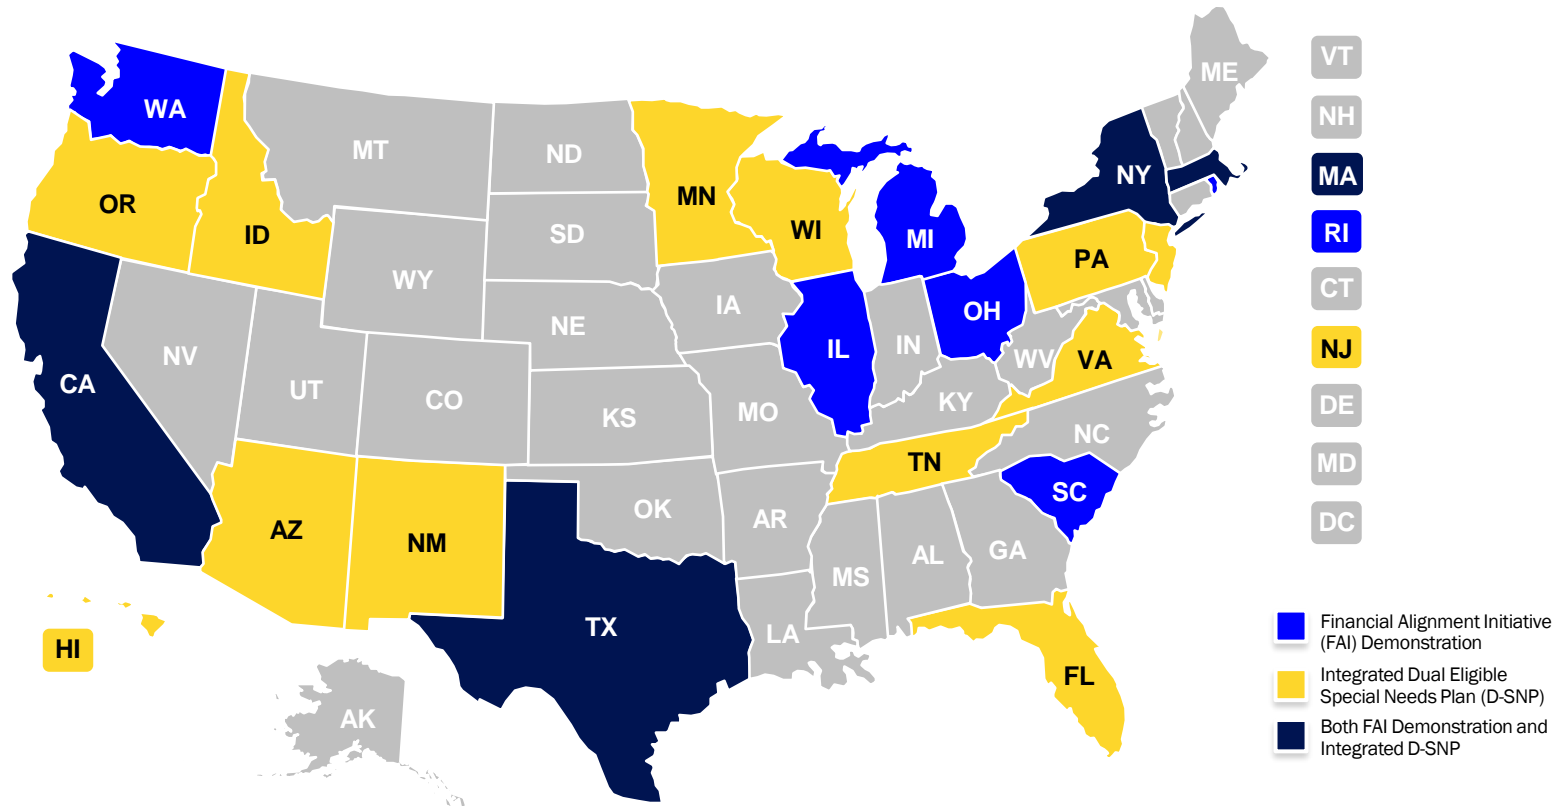 ME
VT
WA
NH
MT
ND
NY
MA
MN
OR
WI
ID
SD
MI
RI
PA
WY
CT
IA
OH
NE
IL
IN
NJ
NV
WV
VA
CA
UT
CO
KY
DE
KS
MO
NC
TN
MD
SC
OK
AR
DC
AZ
NM
GA
AL
MS
TX
LA
HI
FL
AK
Financial Alignment Initiative
(FAI) Demonstration
Integrated Dual Eligible
Special Needs Plan (D-SNP)
Both FAI Demonstration and
Integrated D-SNP